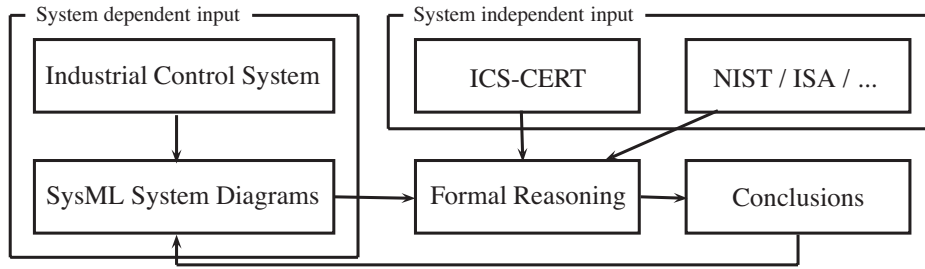 System dependent input
System independent input
Industrial Control System
ICS-CERT
NIST / ISA / ...
SysML System Diagrams
Formal Reasoning
Conclusions